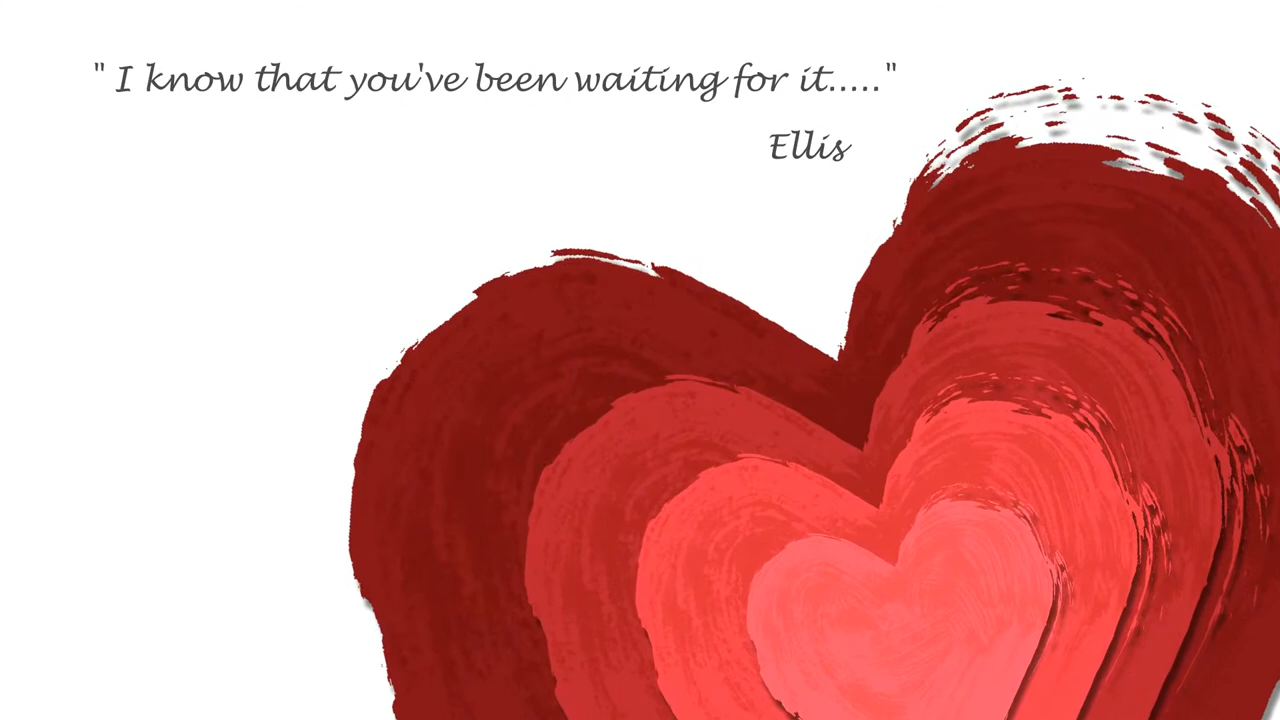 " I know that you've been waiting for it....."
Ellis